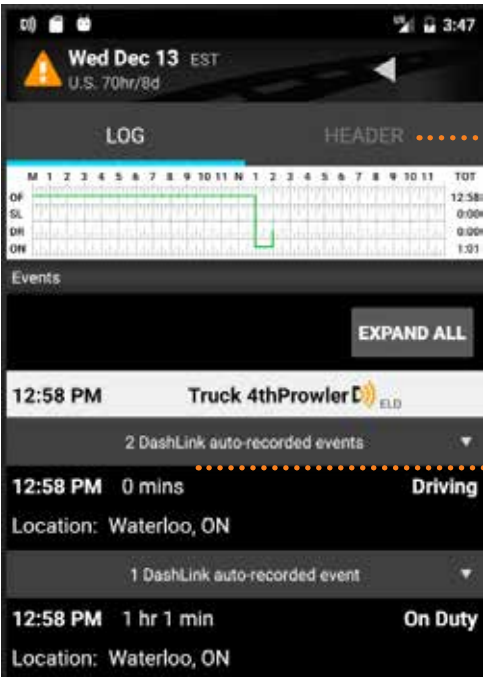 3:47
Wed Dec 13 EST
U.S. 70hr/8d
LOG HEADER
M 1 2 3 4 5 6 7 8 9 10 11 N 1 2 3 4 5 6 7 8 9 10 11 TOT
OF 12:58
SL 0:00
DR 0:00
ON 1:01
Events
EXPAND ALL
12:58 PM Truck 4thProwler ELD
2 DashLink auto-recorded events
12:58 PM 0 mins Driving
Location: Waterloo, ON
1 DashLink auto-recorded event
12:58 PM 1 hr 1 min On Duty
Location: Waterloo, ON